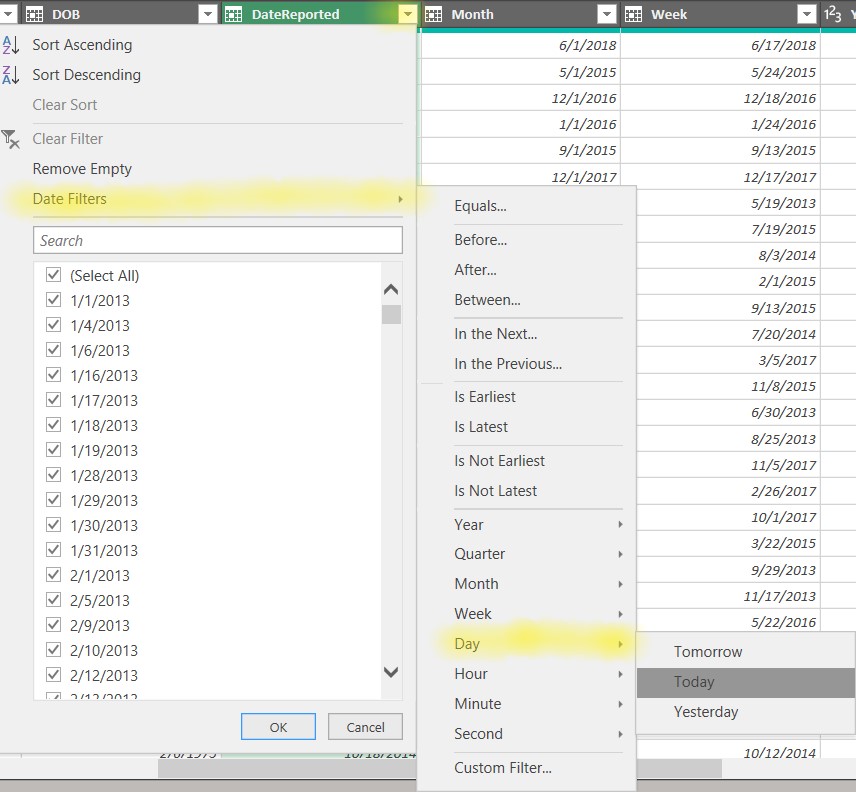 DOB DateReported Month Week 123 Y
Sort Ascending
Sort Descending
Clear Sort
Clear Filter
Remove Empty
Date Filters
Search
(Select All)
1/1/2013
1/4/2013
1/6/2013
1/16/2013
1/17/2013
1/18/2013
1/19/2013
1/28/2013
1/29/2013
1/30/2013
1/31/2013
2/1/2013
2/5/2013
2/9/2013
2/10/2013
2/12/2013
OK Cancel
Equals...
Before...
After...
Between...
In the Next...
In the Previous...
Is Earliest
Is Latest
Is Not Earliest
Is Not Latest
Year
Quarter
Month
Week
Day
Hour
Minute
Second
Custom Filter...
Tomorrow
Today
Yesterday
6/1/2018 6/17/2018
5/1/2015 5/24/2015
12/1/2016 12/18/2016
1/1/2016 1/24/2016
9/1/2015 9/13/2015
12/1/2017 12/17/2017
5/19/2013
7/19/2015
8/3/2014
2/1/2015
9/13/2015
7/20/2014
3/5/2017
11/8/2015
6/30/2013
8/25/2013
11/5/2017
2/26/2017
10/1/2017
3/22/2015
9/29/2013
11/17/2013
5/22/2016
10/18/2014 10/12/2014